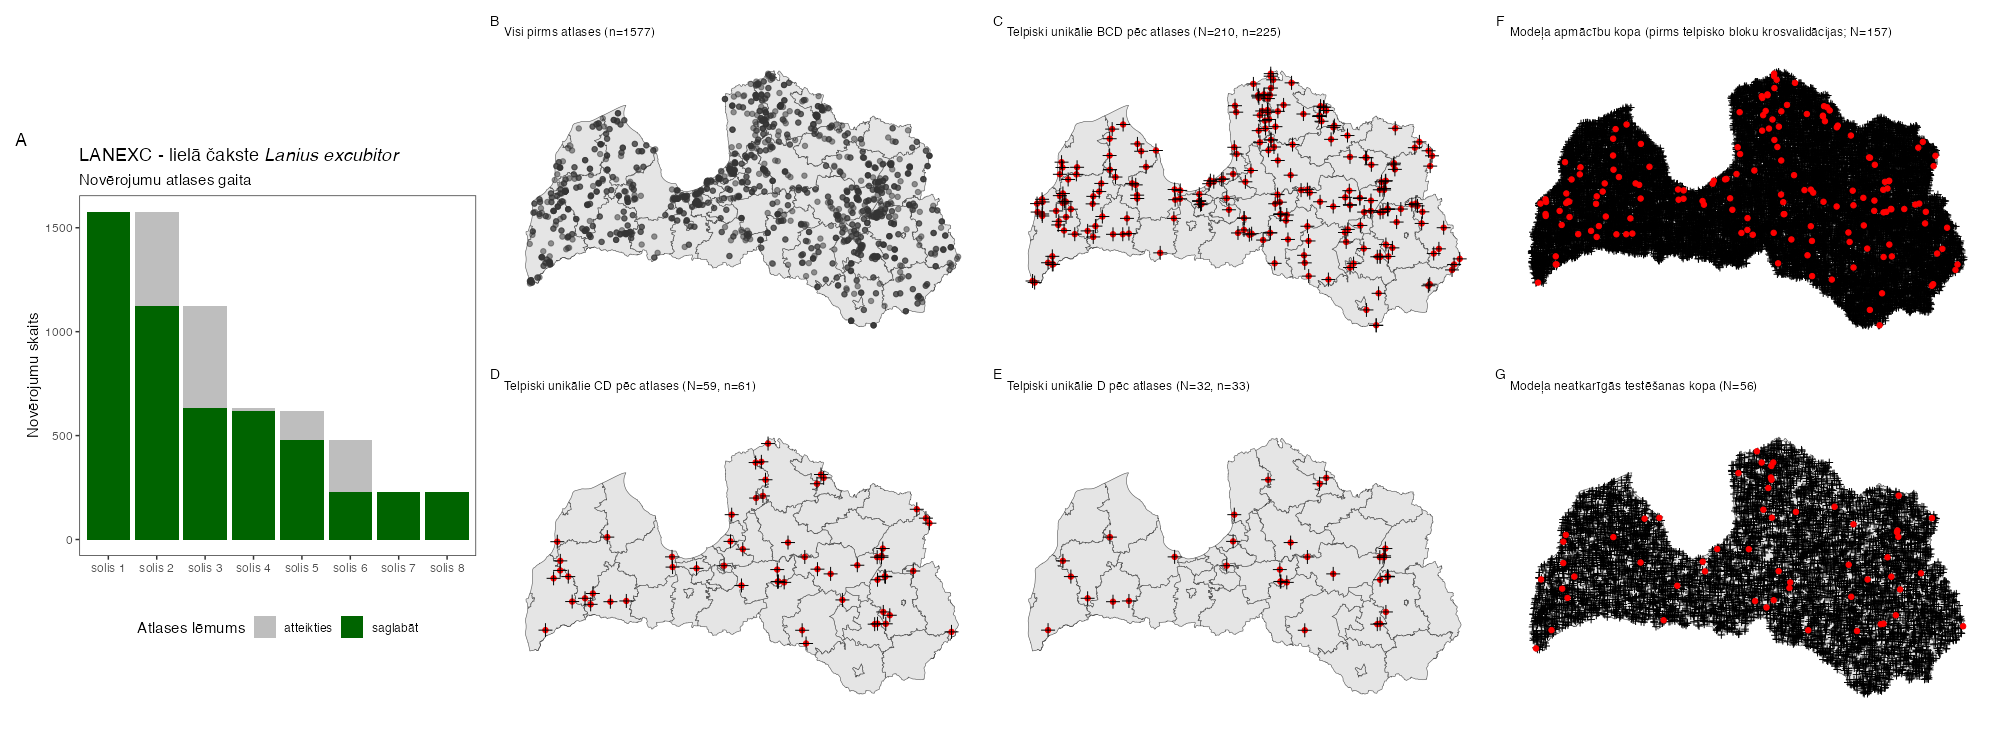 A
LANEXC - lielā čakste Lanius excubitor
Novērojumu atlases gaita
Novērojumu skaits
1500
1000
500
0
solis 1 solis 2 solis 3 solis 4 solis 5 solis 6 solis 7 solis 8
Atlases lēmums atteikties saglabāt
B
Visi pirms atlases (n=1577)
C
Telpiski unikālie BCD pēc atlases (N=210, n=225)
F
Modeļa apmācību kopa (pirms telpisko bloku krosvalidācijas; N=157)
D
Telpiski unikālie CD pēc atlases (N=59, n=61)
E
Telpiski unikālie D pēc atlases (N=32, n=33)
G
Modeļa neatkarīgās testēšanas kopa (N=56)